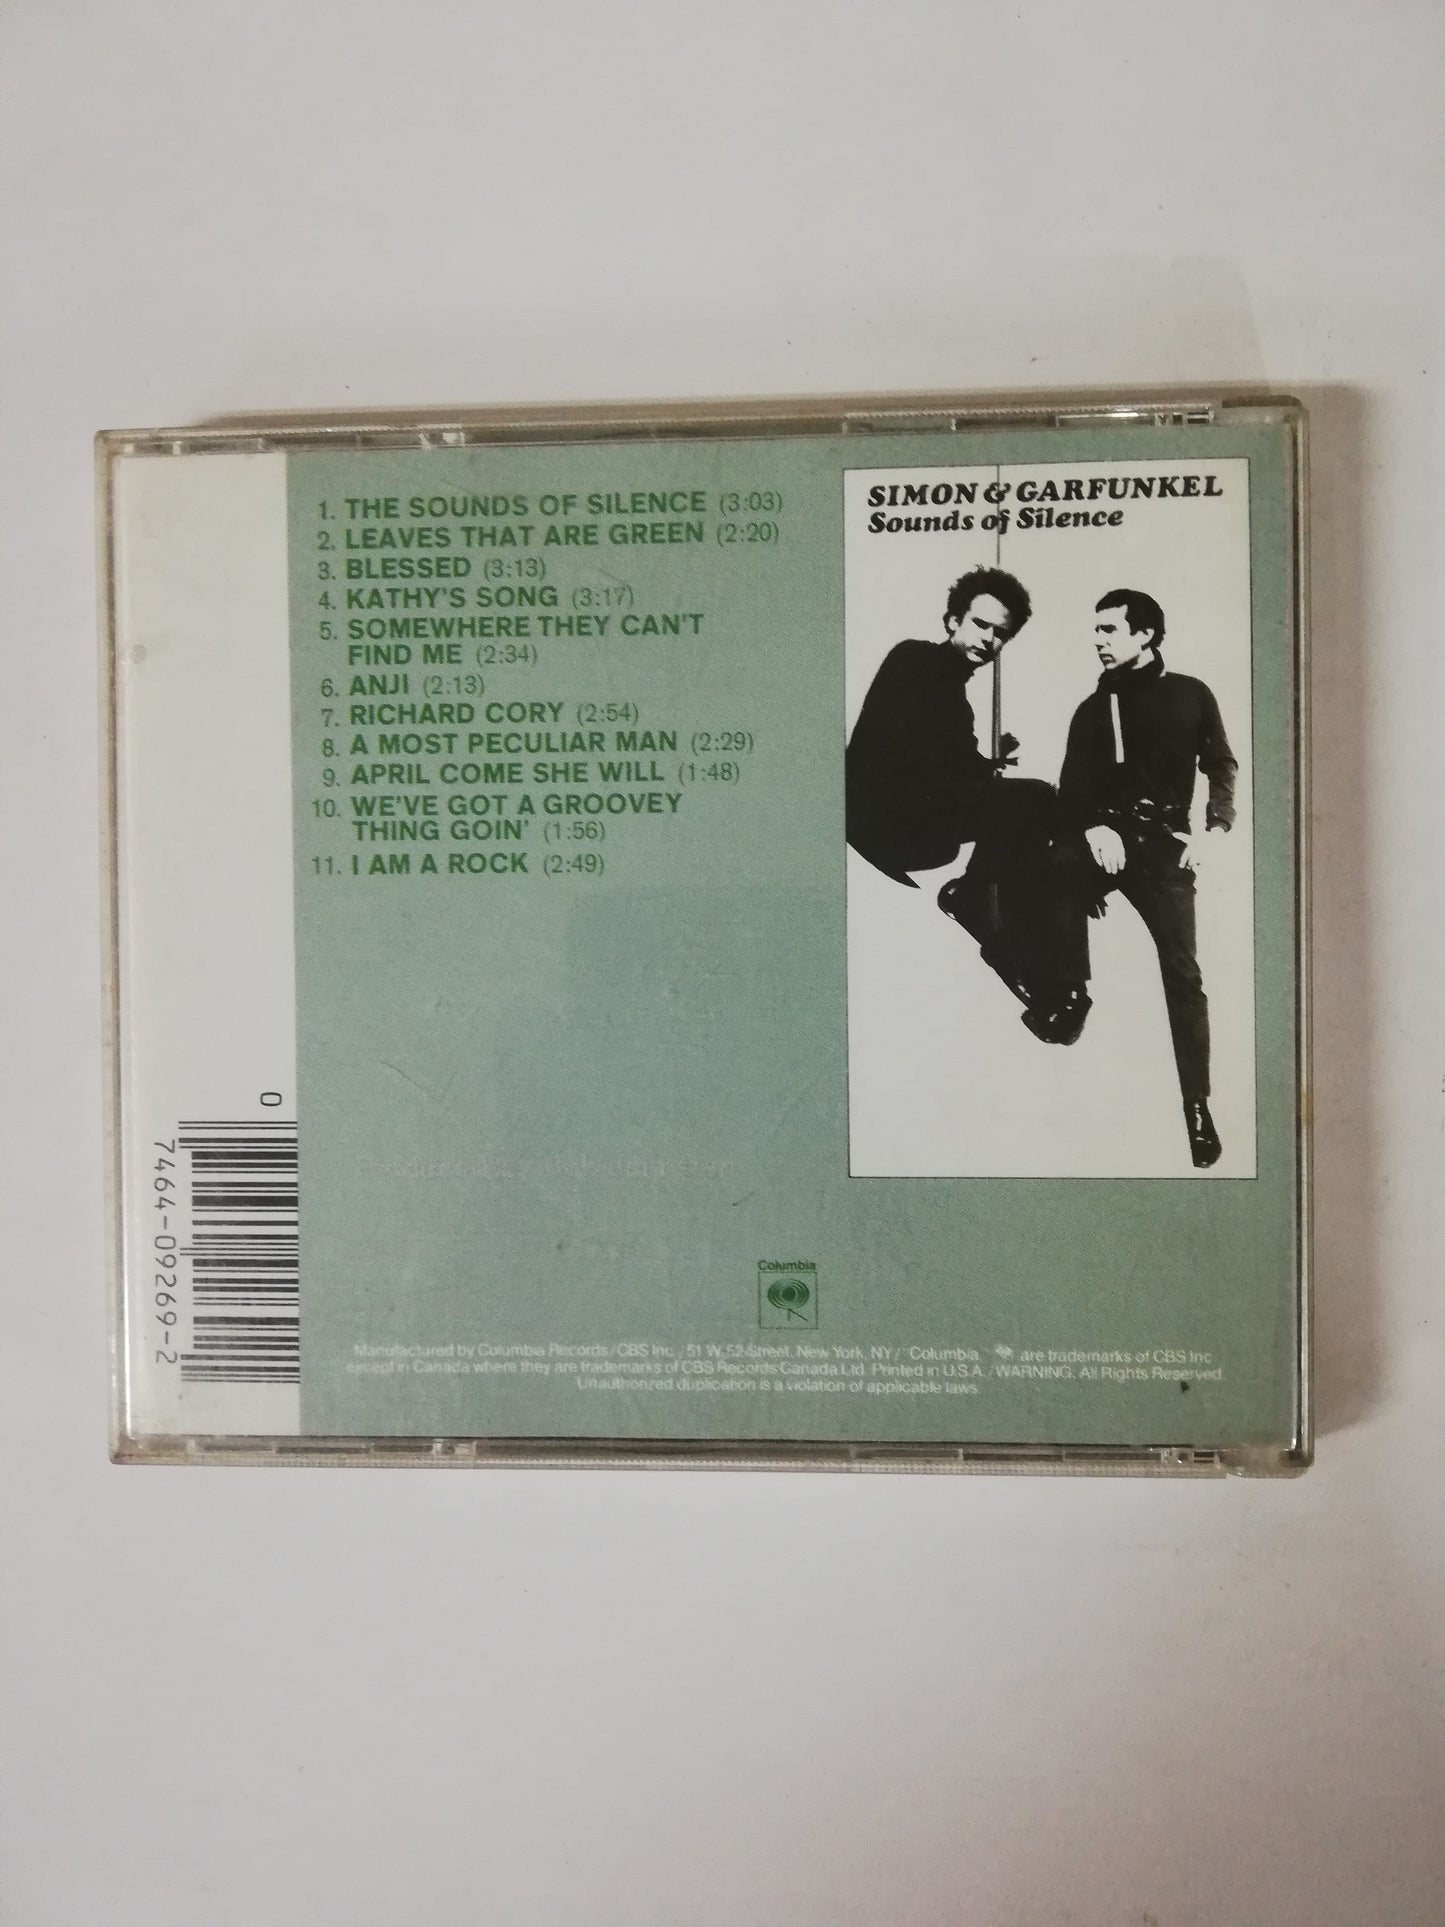 1. THE SOUNDS OF SILENCE (3:03)
2. LEAVES THAT ARE GREEN (2:20)
3. BLESSED (3:13)
4. KATHY'S SONG (3:17)
5. SOMEWHERE THEY CAN'T
FIND ME (2:34)
6. ANJI (2:13)
7. RICHARD CORY (2:54)
8. A MOST PECULIAR MAN (2:29)
9. APRIL COME SHE WILL (1:48)
10. WE'VE GOT A GROOVEY
THING GOIN' (1:56)
11. I AM A ROCK (2:49)
SIMON & GARFUNKEL
Sounds of Silence
0
7464-09269-2
Columbia
Manufactured by Columbia Records/CBS Inc./51 W. 52 Street, New York, NY/"Columbia" are trademarks of CBS Inc
except in Canada where they are trademarks of CBS Records Canada Ltd. Printed in U.S.A./WARNING: All Rights Reserved.
Unauthorized duplication is a violation of applicable laws.